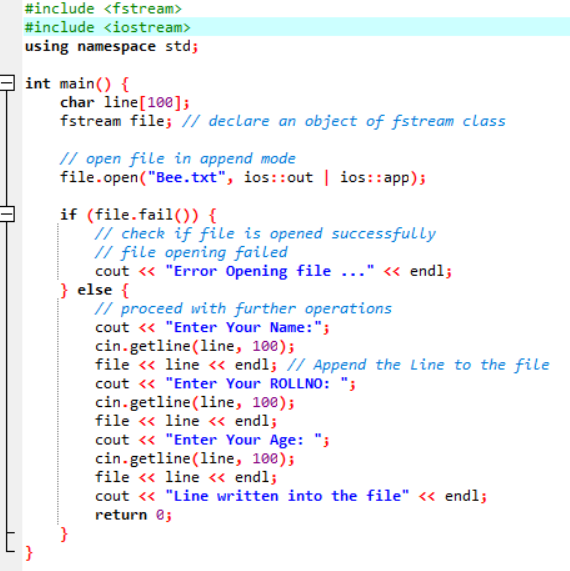 #include <fstream>
#include <iostream>
using namespace std;
int main() {
char line[100];
fstream file; // declare an object of fstream class
// open file in append mode
file.open("Bee.txt", ios::out | ios::app);
if (file.fail()) {
// check if file is opened successfully
// file opening failed
cout << "Error Opening file ..." << endl;
} else {
// proceed with further operations
cout << "Enter Your Name:";
cin.getline(line, 100);
file << line << endl; // Append the Line to the file
cout << "Enter Your ROLLNO: ";
cin.getline(line, 100);
file << line << endl;
cout << "Enter Your Age: ";
cin.getline(line, 100);
file << line << endl;
cout << "Line written into the file" << endl;
return 0;
}
}